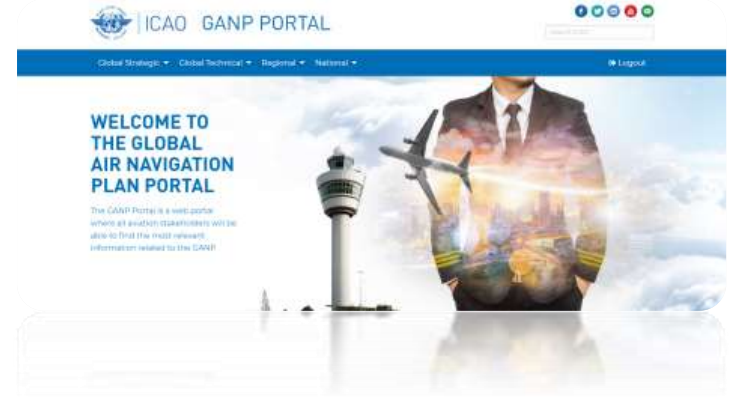 ICAO GANP PORTAL
Global Strategic Global Technical Regional National Logout
WELCOME TO
THE GLOBAL
AIR NAVIGATION
PLAN PORTAL
The GANP Portal is a web portal
where all aviation stakeholders will be
able to find the most relevant
information related to the GANP